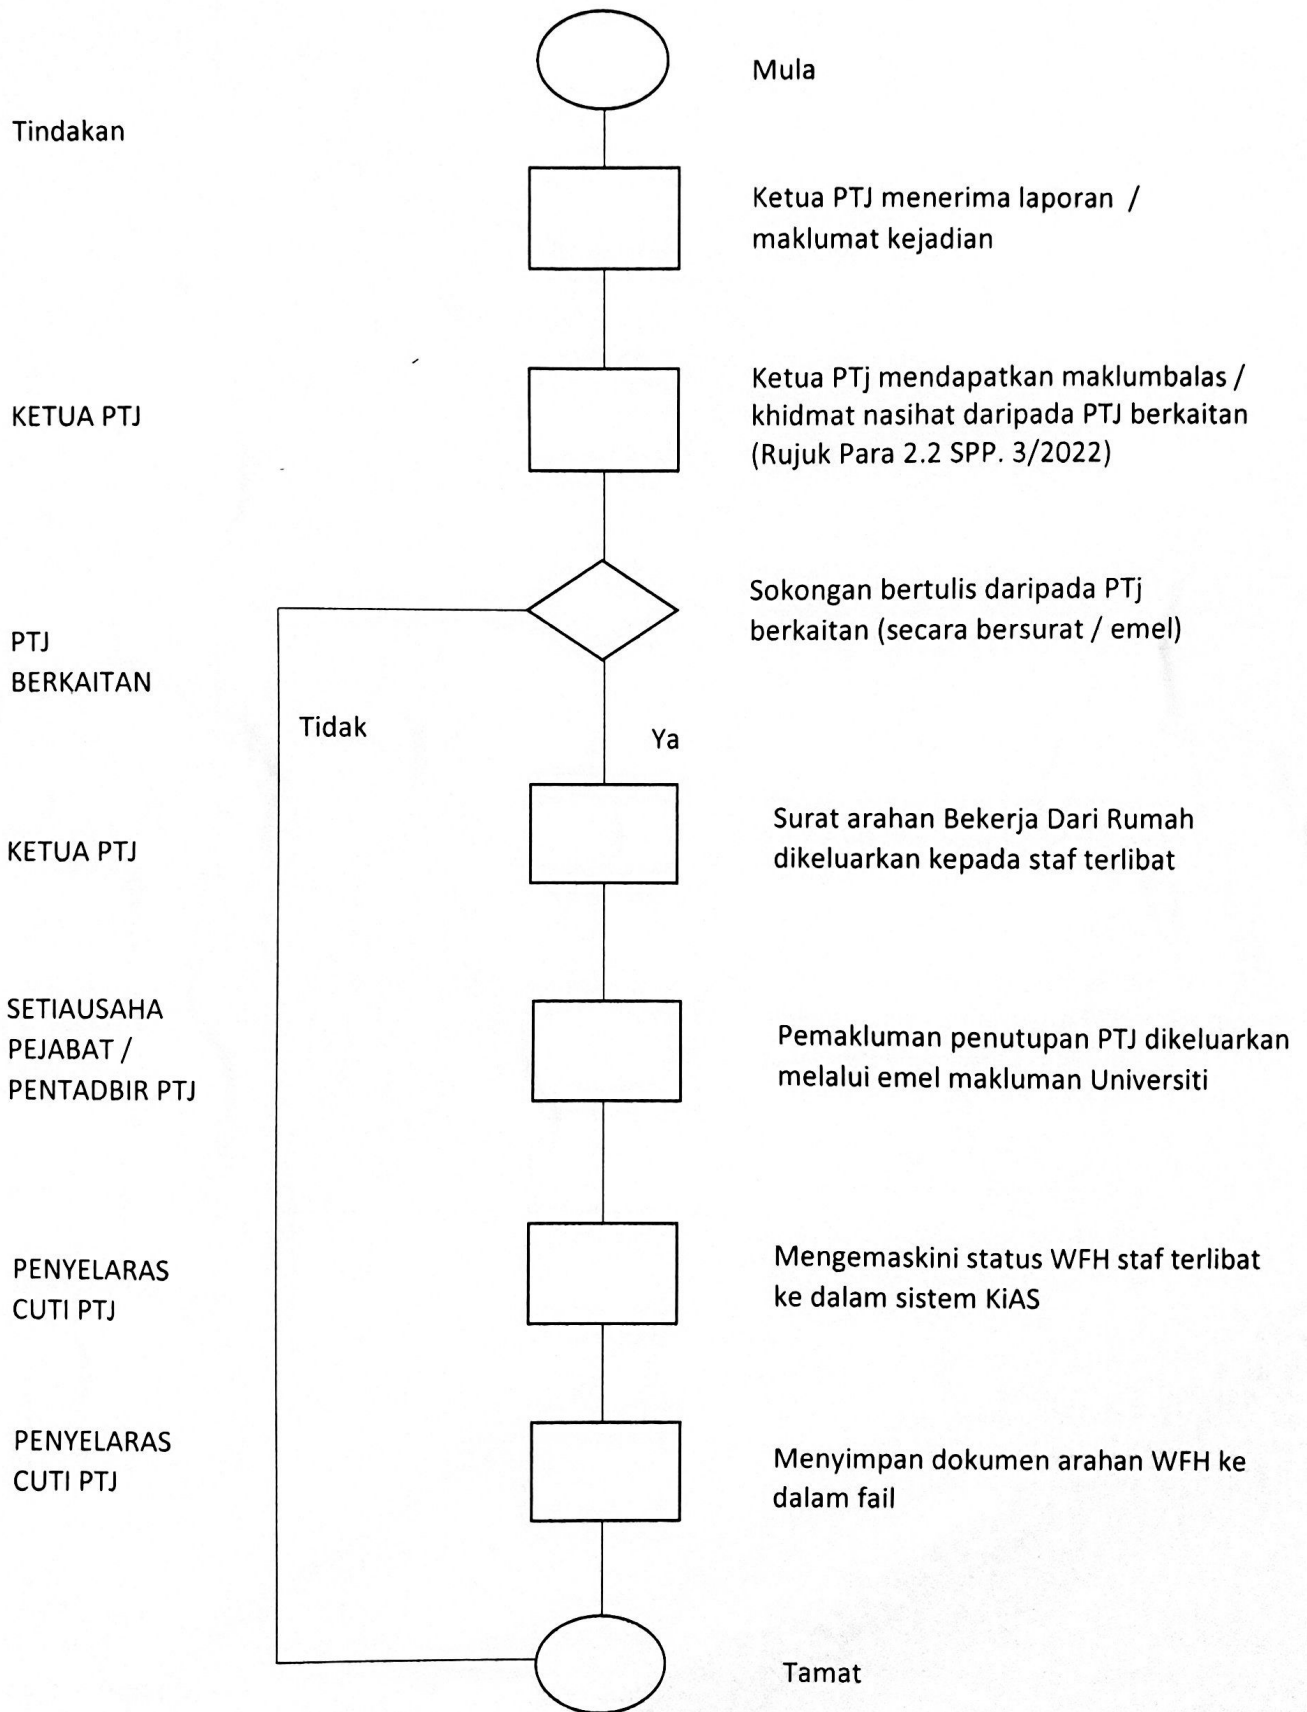 Mula
Tindakan
Ketua PTJ menerima laporan /
maklumat kejadian
KETUA PTJ
Ketua PTj mendapatkan maklumbalas /
khidmat nasihat daripada PTJ berkaitan
(Rujuk Para 2.2 SPP. 3/2022)
PTJ
BERKAITAN
Sokongan bertulis daripada PTj
berkaitan (secara bersurat / emel)
Tidak
Ya
KETUA PTJ
Surat arahan Bekerja Dari Rumah
dikeluarkan kepada staf terlibat
SETIAUSAHA
PEJABAT /
PENTADBIR PTJ
Pemakluman penutupan PTJ dikeluarkan
melalui emel makluman Universiti
PENYELARAS
CUTI PTJ
Mengemaskini status WFH staf terlibat
ke dalam sistem KiAS
PENYELARAS
CUTI PTJ
Menyimpan dokumen arahan WFH ke
dalam fail
Tamat